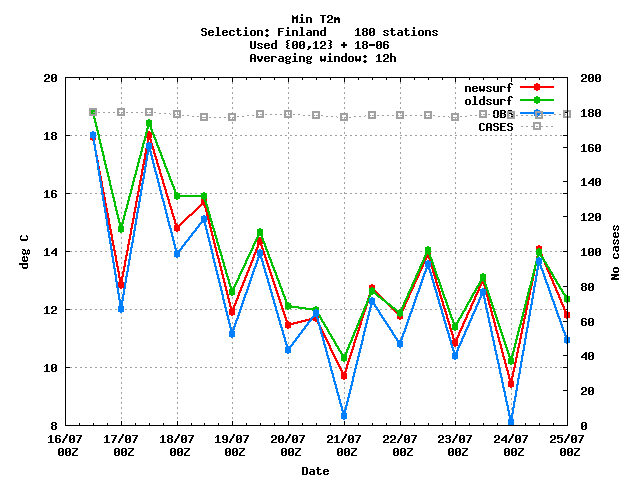 Min T2m
Selection: Finland 180 stations
Used {00,12} + 18-06
Averaging window: 12h
20 200
newsurf
oldsurf
OBS
CASES
18 180
160
16 140
120
14 100
80
12 60
40
10 20
8 0
deg C
No cases
16/07 17/07 18/07 19/07 20/07 21/07 22/07 23/07 24/07 25/07
00Z 00Z 00Z 00Z 00Z 00Z 00Z 00Z 00Z 00Z
Date